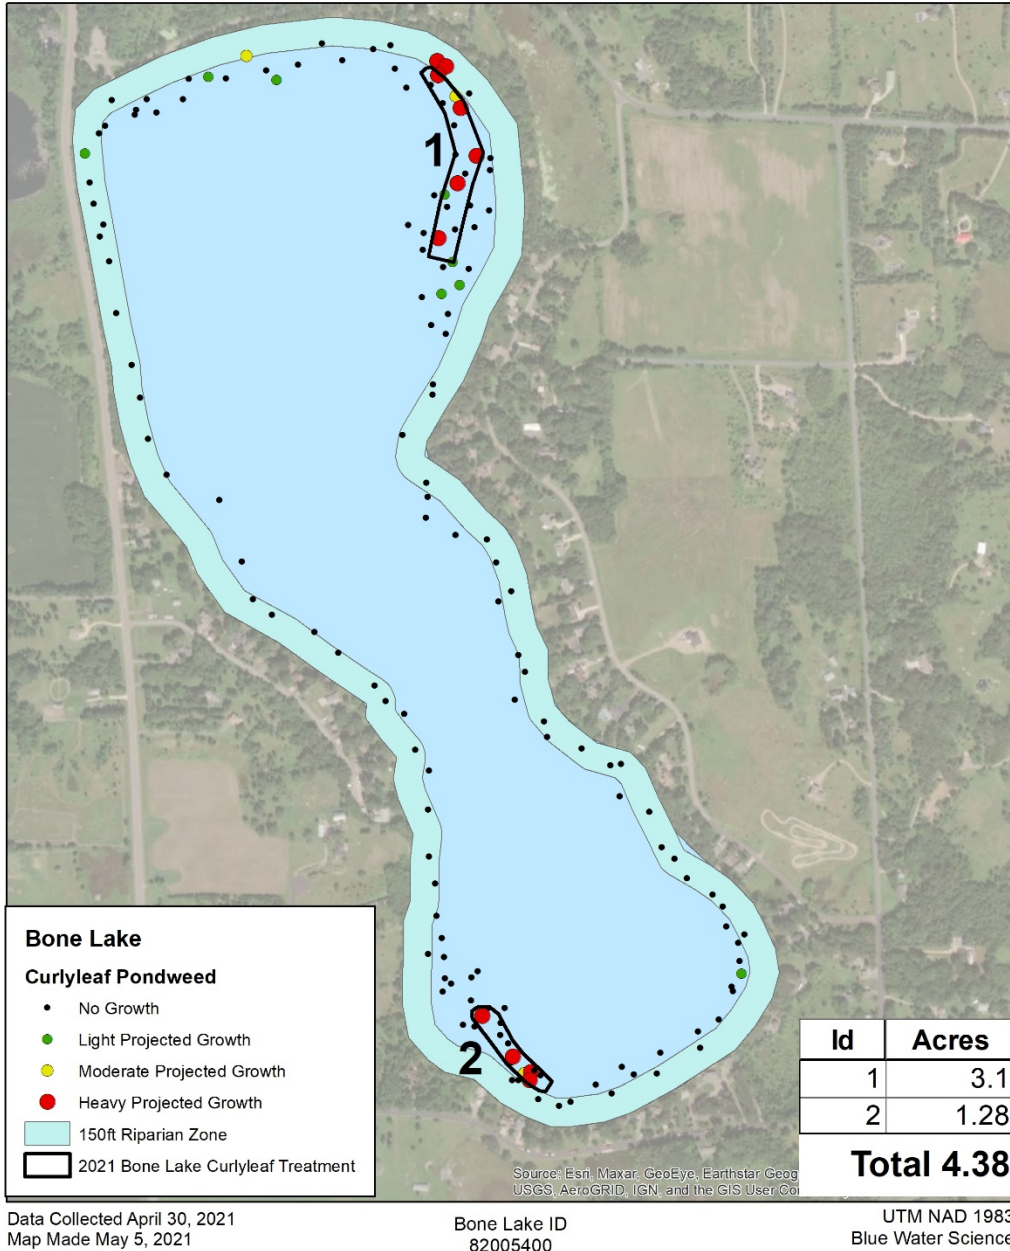 1
2
Bone Lake
Curlyleaf Pondweed
No Growth
Light Projected Growth
Moderate Projected Growth
Heavy Projected Growth
150ft Riparian Zone
2021 Bone Lake Curlyleaf Treatment
Id Acres
1 3.1
2 1.28
Total 4.38
Source: Esri, Maxar, GeoEye, Earthstar
USGS, AeroGRID, IGN, and the GIS User
Data Collected April 30, 2021
Map Made May 5, 2021
Bone Lake ID
82005400
UTM NAD 1983
Blue Water Science